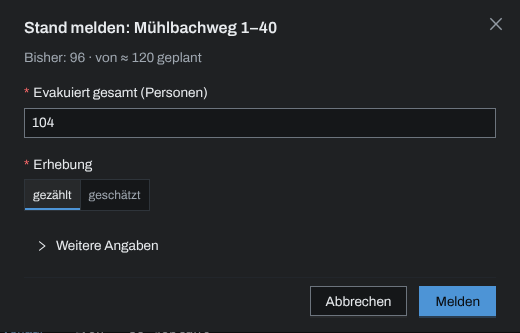 Stand melden: Mühlbachweg 1–40
Bisher: 96 · von ≈ 120 geplant
* Evakuiert gesamt (Personen)
104
* Erhebung
gezählt geschätzt
Weitere Angaben
Abbrechen Melden